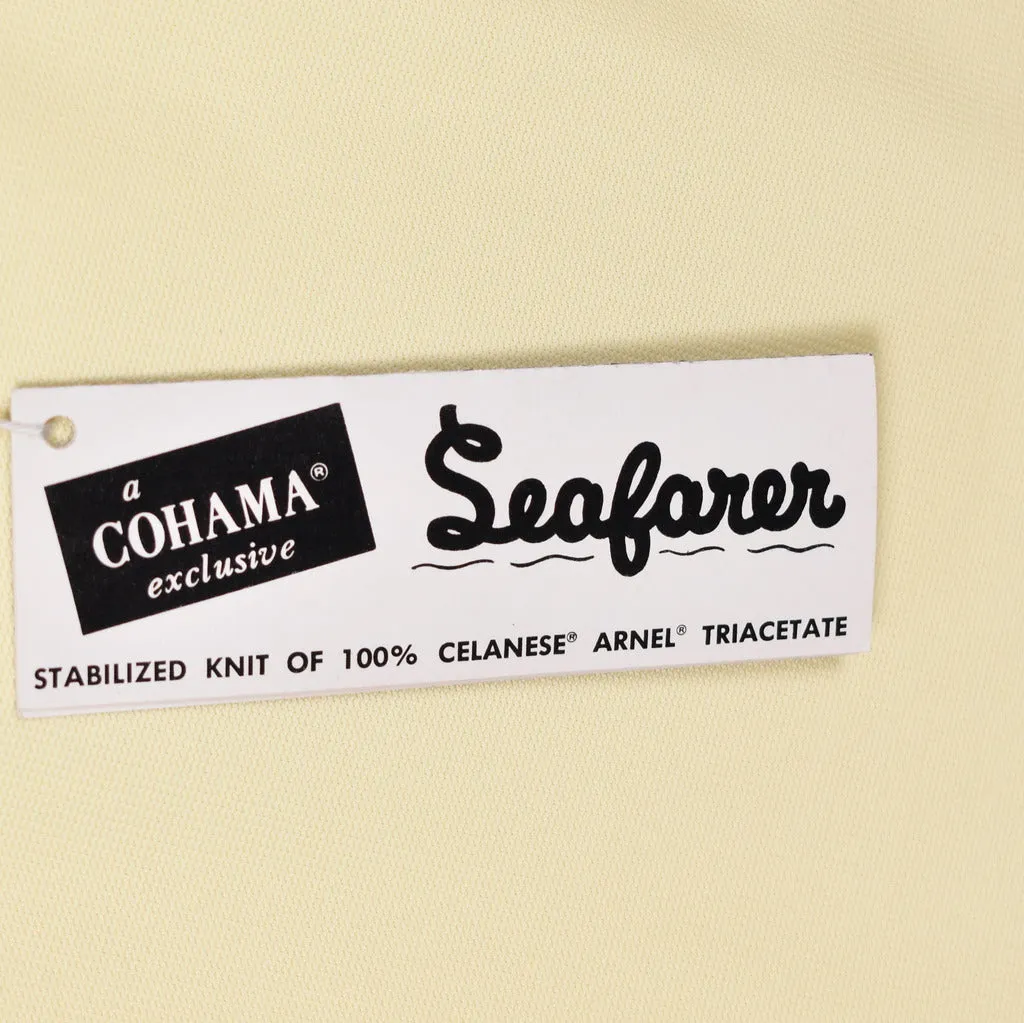 a
COHAMA®
exclusive
Seafarer
STABILIZED KNIT OF 100% CELANESE® ARNEL® TRIACETATE